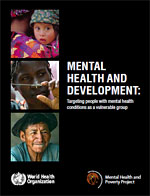 MENTAL
HEALTH AND
DEVELOPMENT:
Targeting people with mental health
conditions as a vulnerable group
World Health
Organization
Mental Health and
Poverty Project